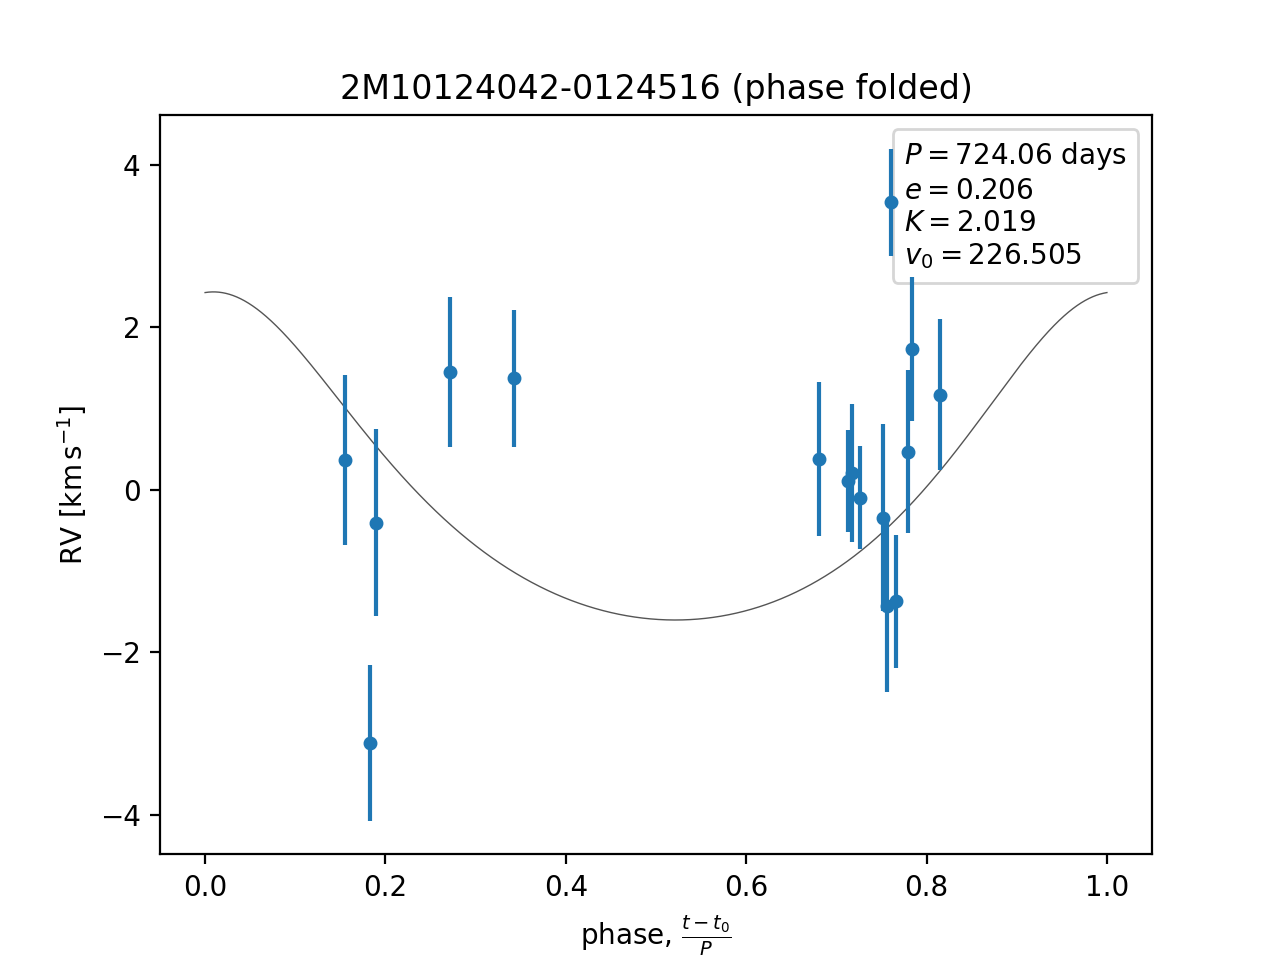 2M10124042-0124516 (phase folded)
P = 724.06 days
e = 0.206
K = 2.019
v₀ = 226.505
RV [km s⁻¹]
4
2
0
−2
−4
0.0 0.2 0.4 0.6 0.8 1.0
phase, (t − t₀)/P